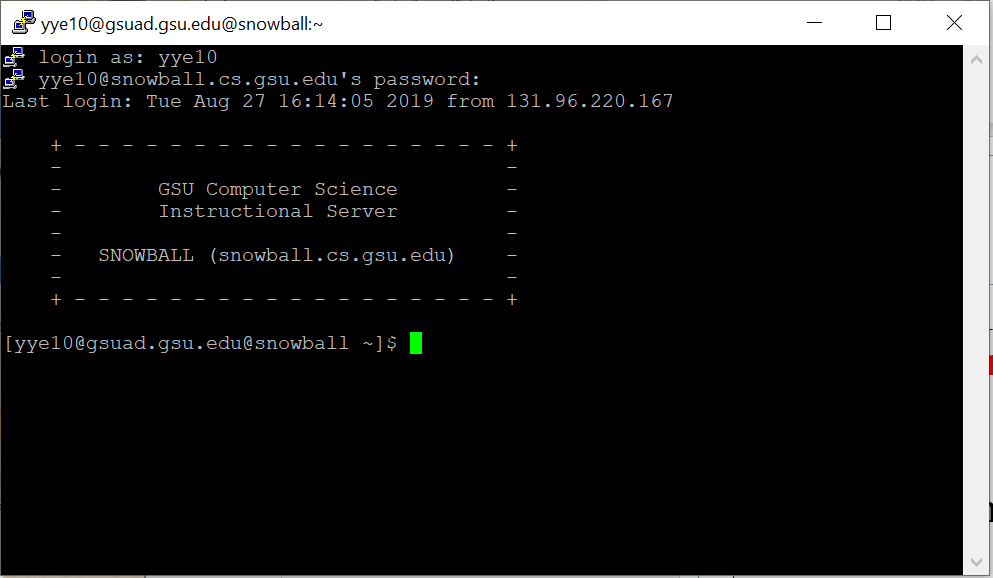 yye10@gsuad.gsu.edu@snowball:~
login as: yye10
yye10@snowball.cs.gsu.edu's password:
Last login: Tue Aug 27 16:14:05 2019 from 131.96.220.167
+ - - - - - - - - - - - - - - - - - - +
-                                     -
-        GSU Computer Science         -
-        Instructional Server         -
-                                     -
-   SNOWBALL (snowball.cs.gsu.edu)    -
-                                     -
+ - - - - - - - - - - - - - - - - - - +
[yye10@gsuad.gsu.edu@snowball ~]$